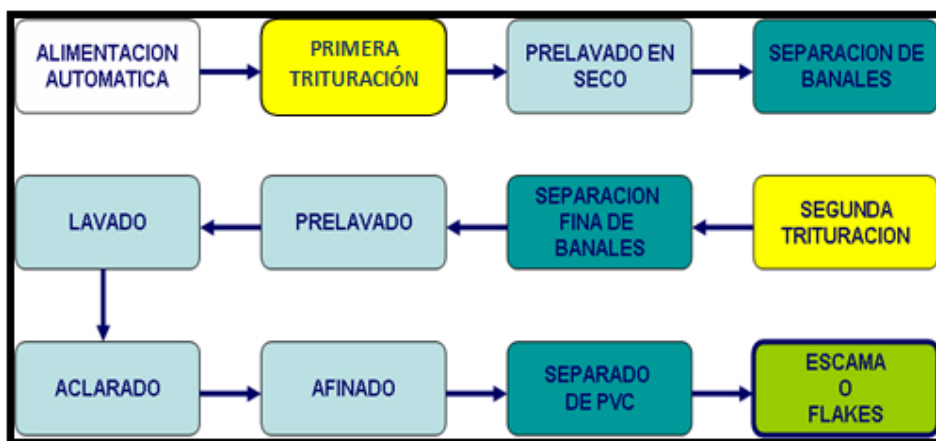 ALIMENTACION
AUTOMATICA
PRIMERA
TRITURACIÓN
PRELAVADO EN
SECO
SEPARACION DE
BANALES
LAVADO
PRELAVADO
SEPARACION
FINA DE
BANALES
SEGUNDA
TRITURACION
ACLARADO
AFINADO
SEPARADO
DE PVC
ESCAMA
O
FLAKES